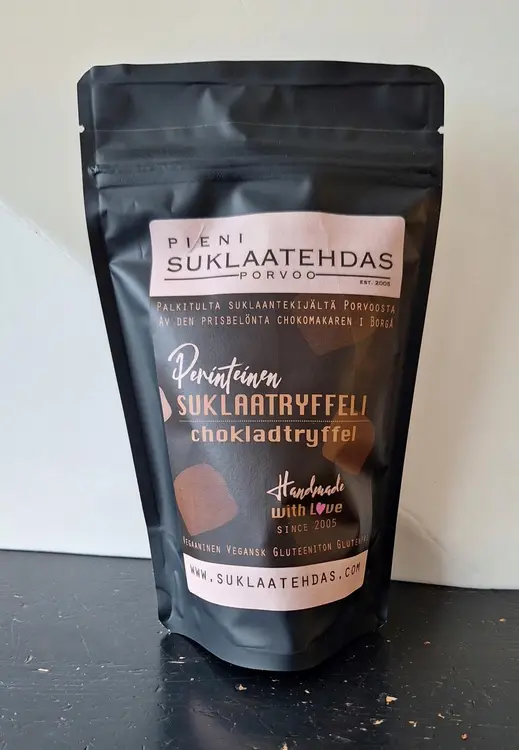 PIENI
SUKLAATEHDAS
PORVOO
EST. 2005
PALKITULTA SUKLAANTEKIJÄLTÄ PORVOOSTA
AV DEN PRISBELÖNTA CHOKOMAKAREN I BORGÅ
Perinteinen
SUKLAATRYFFELI
chokladtryffel
Handmade
with Love
SINCE 2005
VEGAANINEN VEGANSK GLUTEENITON
WWW.SUKLAATEHDAS.COM